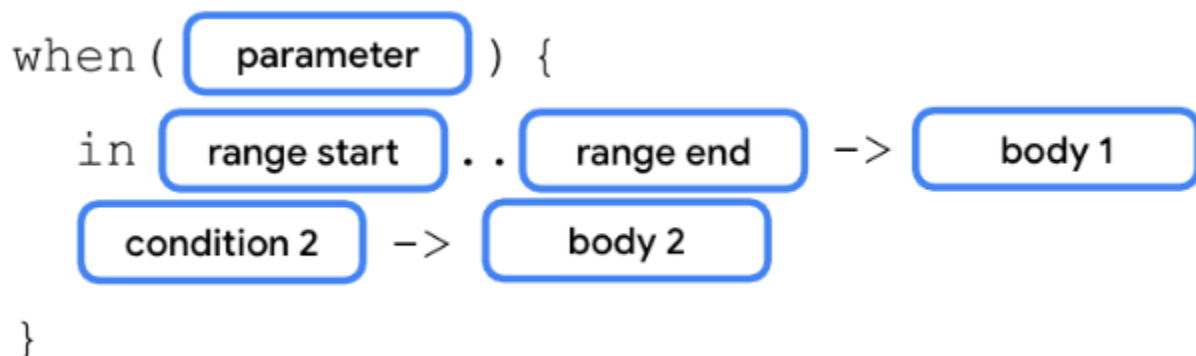 when( parameter ) {
in range start .. range end -> body 1
condition 2 -> body 2
}